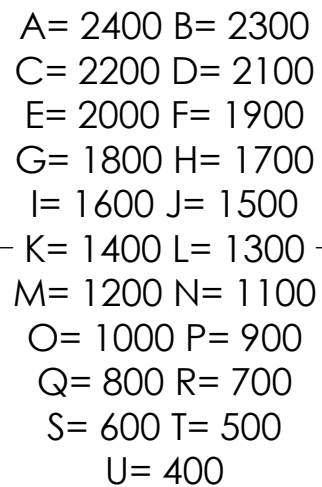 A= 2400 B= 2300
C= 2200 D= 2100
E= 2000 F= 1900
G= 1800 H= 1700
I= 1600 J= 1500
K= 1400 L= 1300
M= 1200 N= 1100
O= 1000 P= 900
Q= 800 R= 700
S= 600 T= 500
U= 400